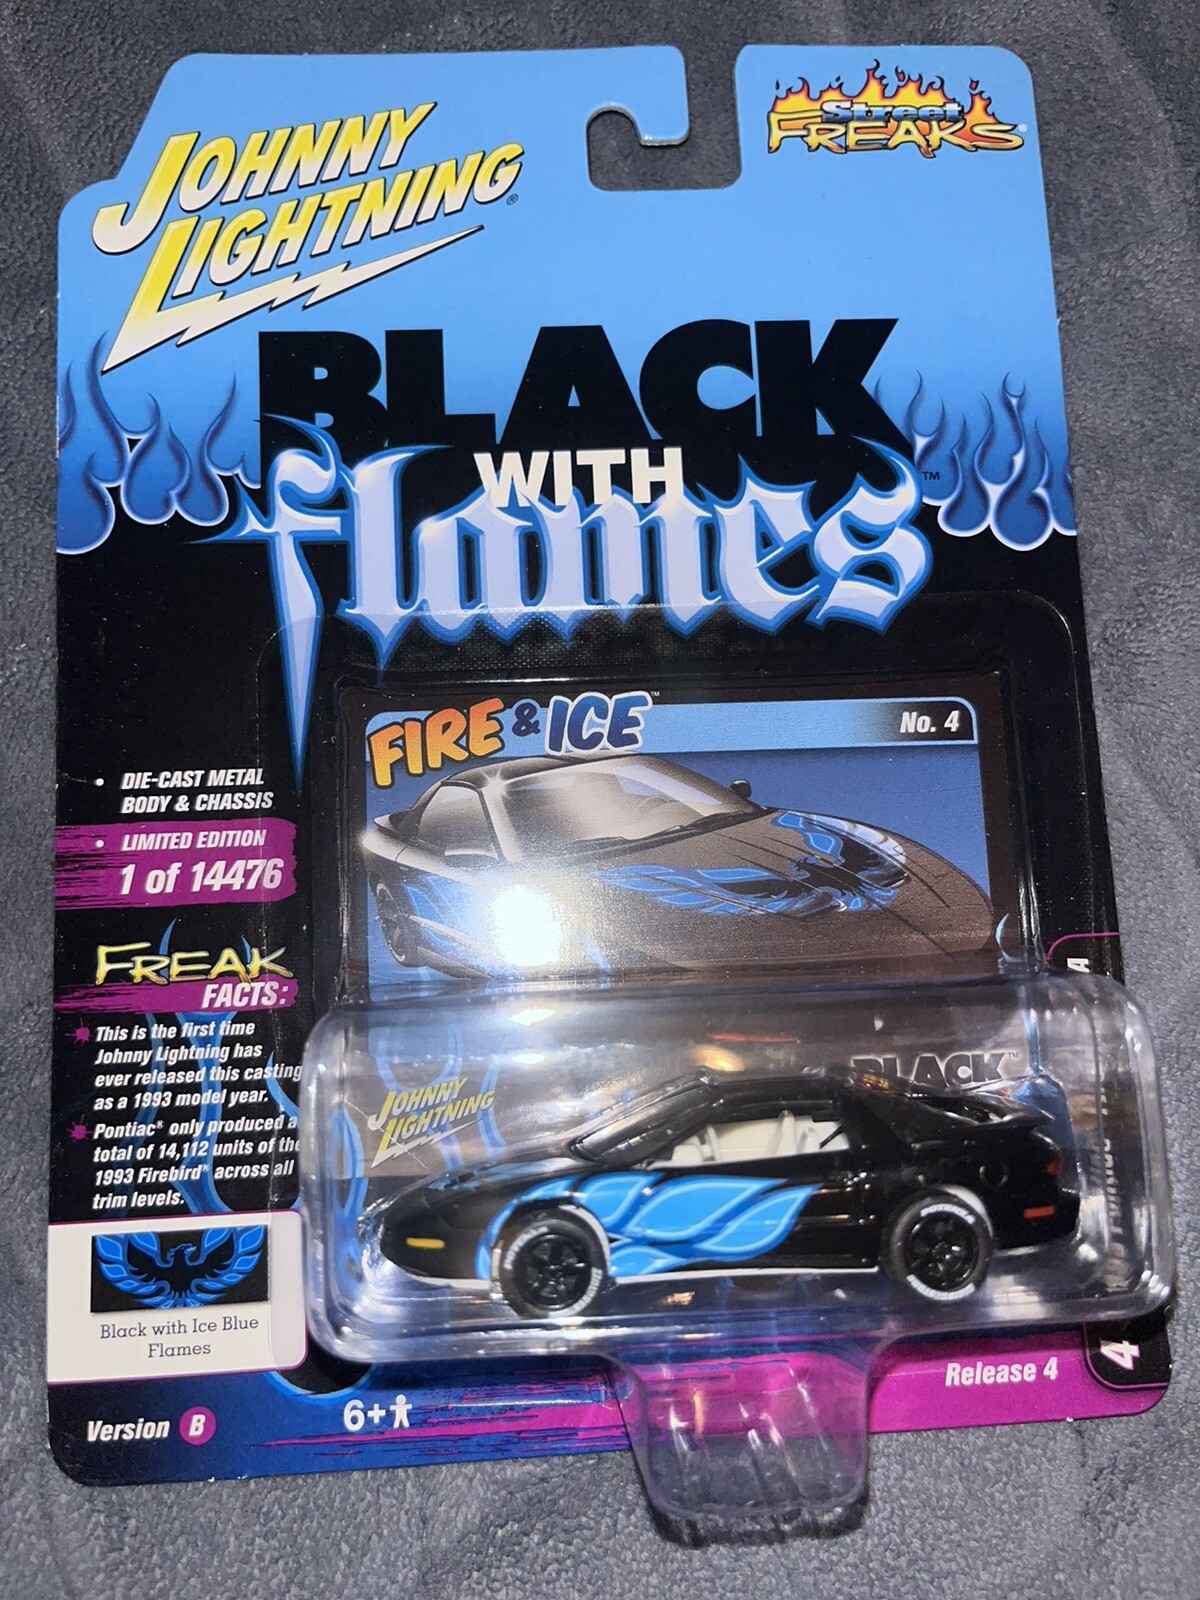 JOHNNY
LIGHTNING®
Street
FREAKS®
BLACK
WITH
flames™
FIRE & ICE™
No. 4
• DIE-CAST METAL
BODY & CHASSIS
• LIMITED EDITION
1 of 14476
FREAK
FACTS:
This is the first time
Johnny Lightning has
ever released this casting
as a 1993 model year.
Pontiac® only produced a
total of 14,112 units of the
1993 Firebird® across all
trim levels.
JOHNNY
LIGHTNING
BLACK™
Black with Ice Blue
Flames
Version B
6+
Release 4
4
A